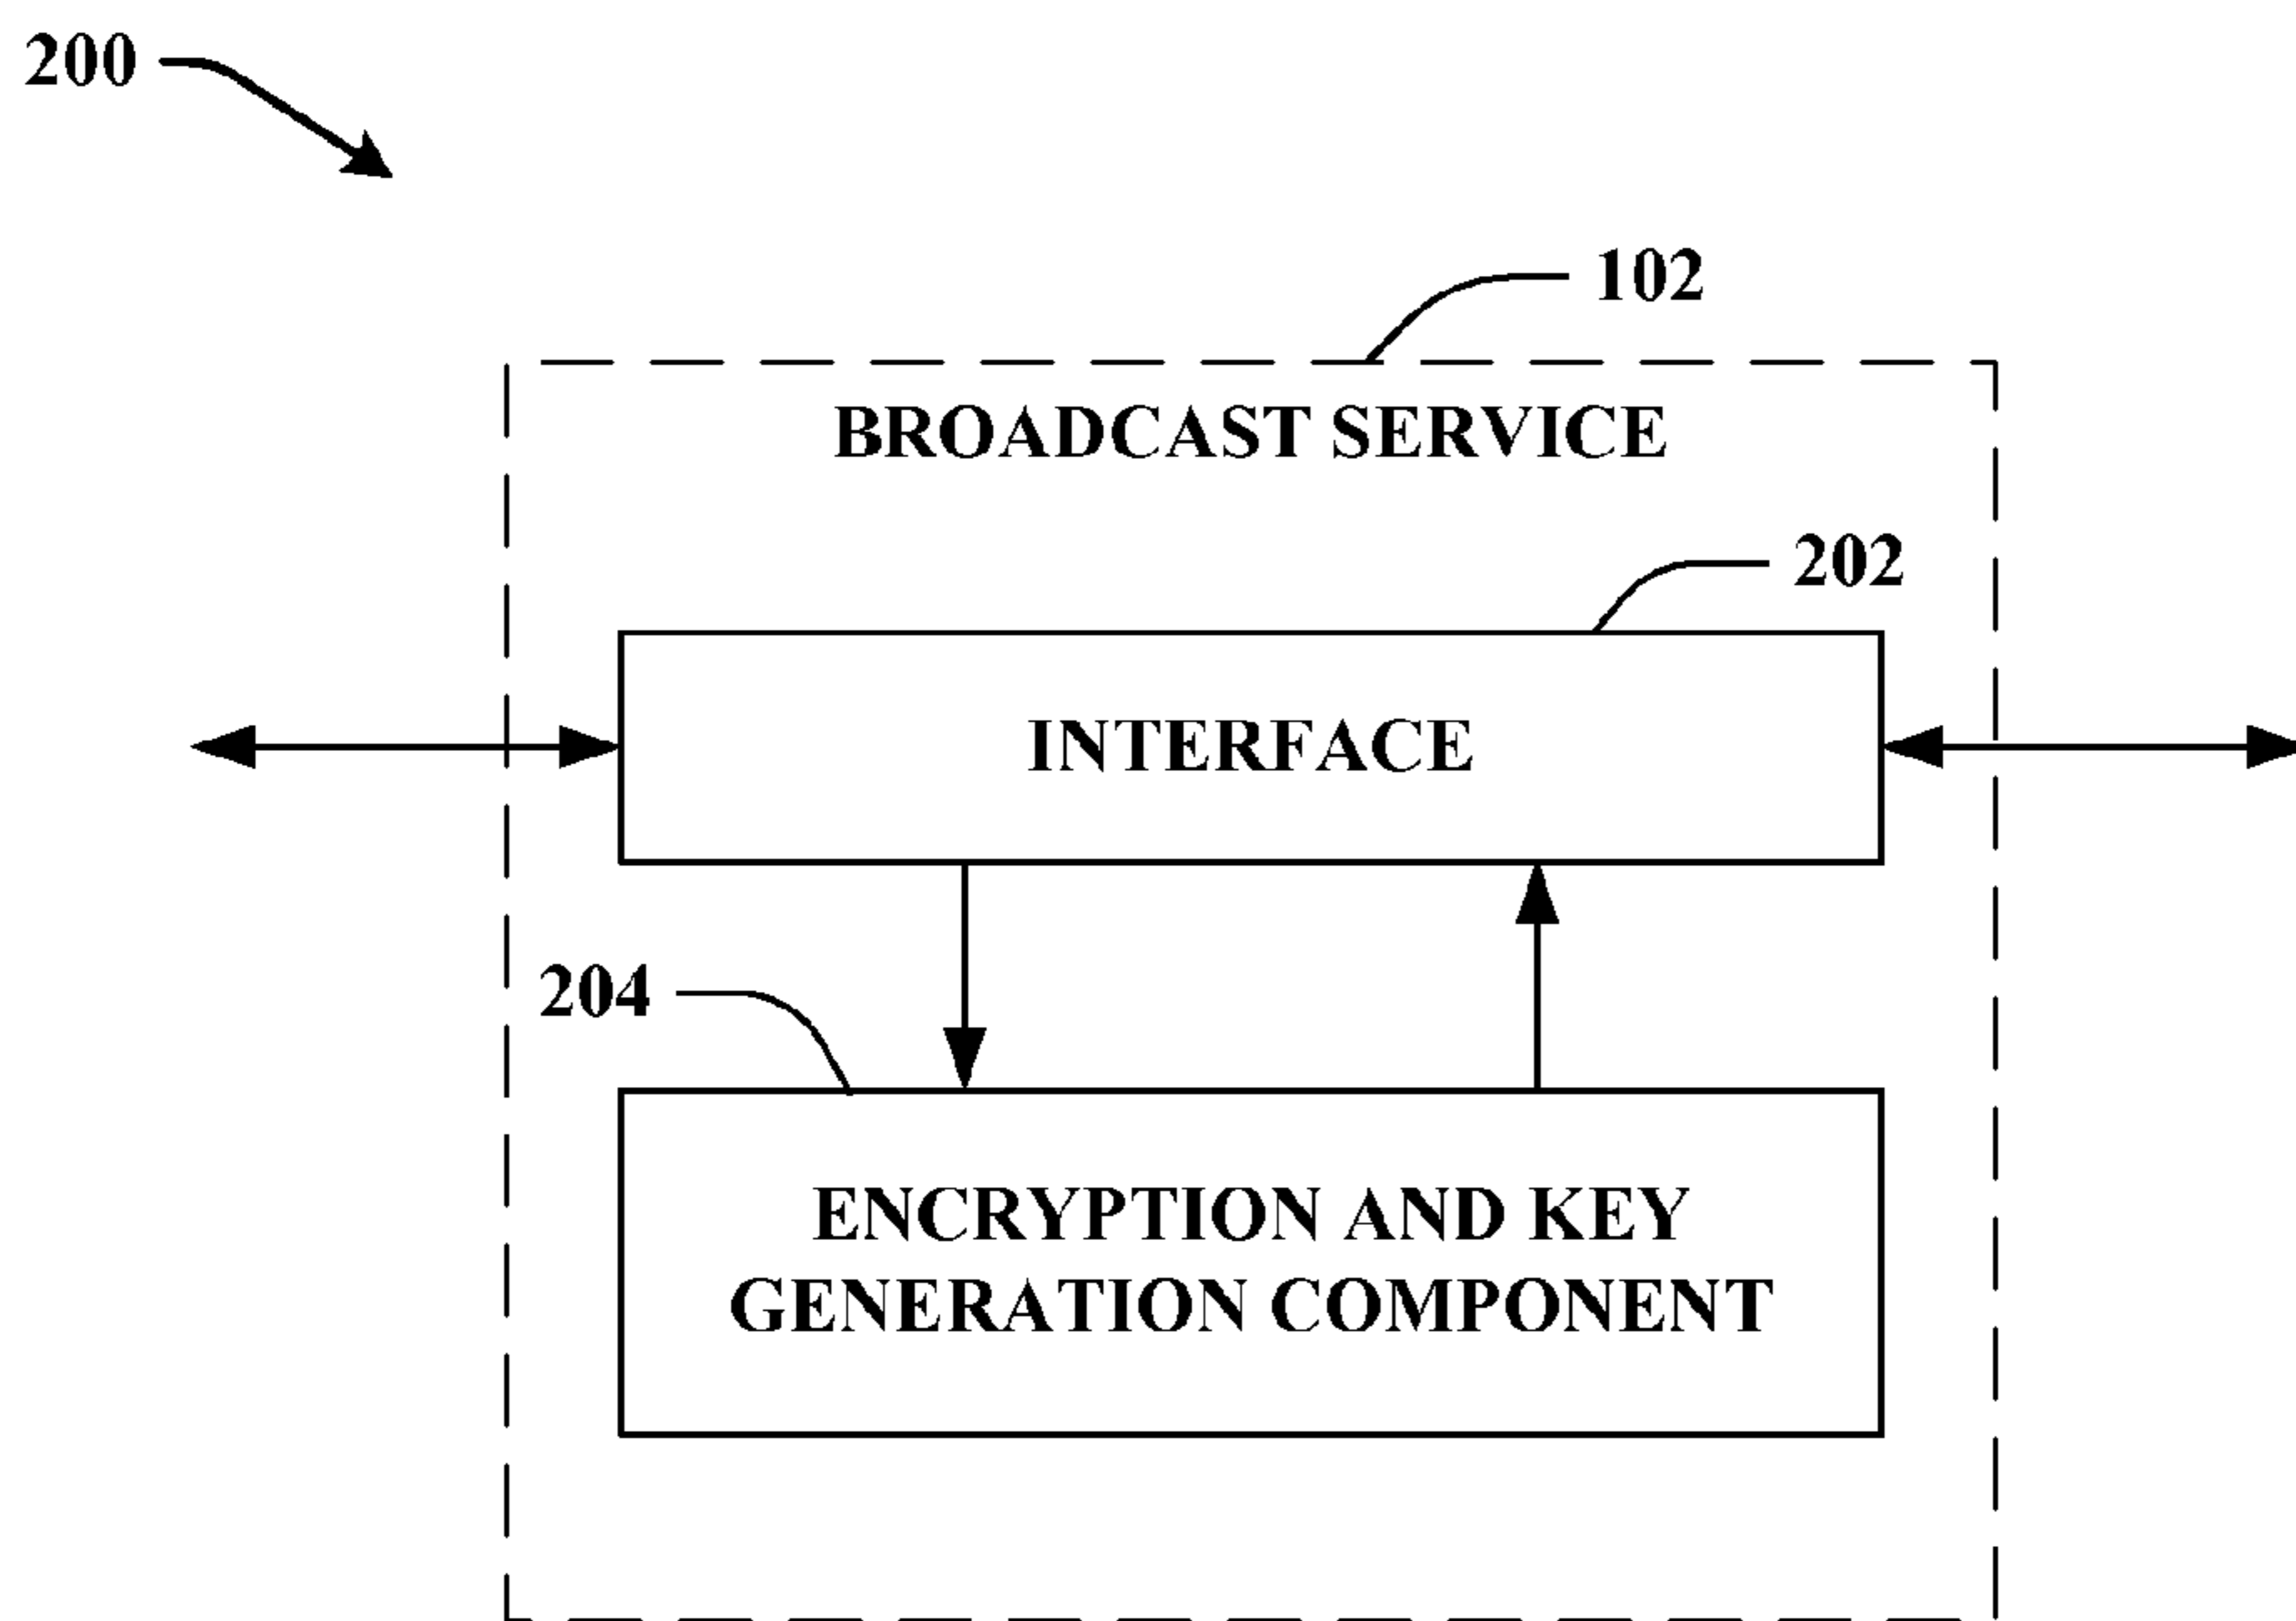 200
102
BROADCAST SERVICE
202
INTERFACE
204
ENCRYPTION AND KEY
GENERATION COMPONENT